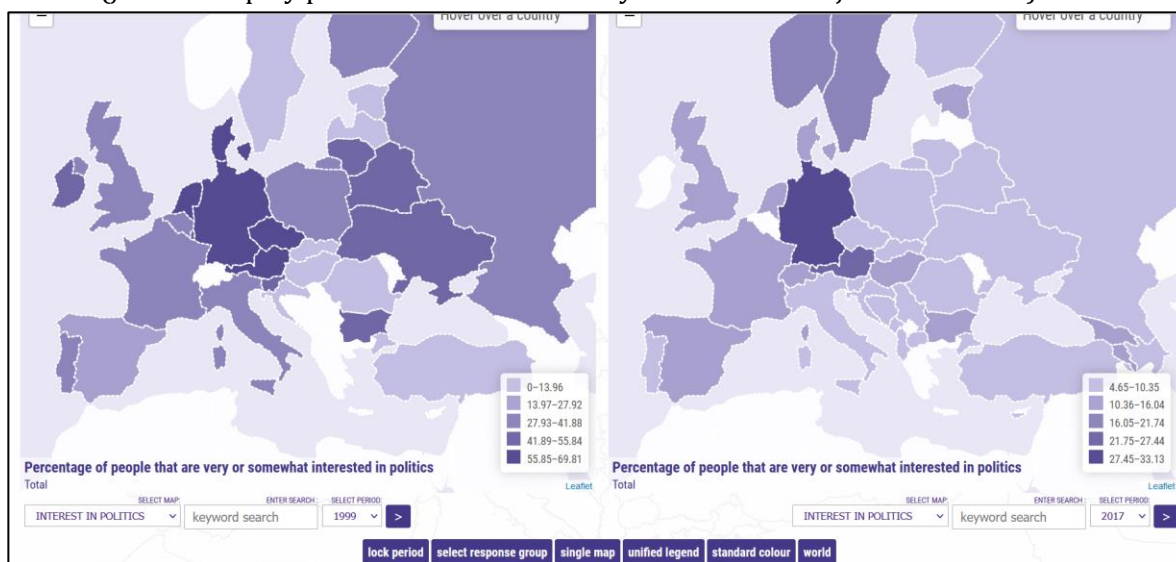 Hover over a country
Hover over a country
0–13.96
13.97–27.92
27.93–41.88
41.89–55.84
55.85–69.81
4.65–10.35
10.36–16.04
16.05–21.74
21.75–27.44
27.45–33.13
Percentage of people that are very or somewhat interested in politics
Total
Leaflet
SELECT MAP:
ENTER SEARCH :
SELECT PERIOD:
INTEREST IN POLITICS
keyword search
1999
>
Percentage of people that are very or somewhat interested in politics
Total
Leaflet
SELECT MAP:
ENTER SEARCH :
SELECT PERIOD:
INTEREST IN POLITICS
keyword search
2017
>
lock period
select response group
single map
unified legend
standard colour
world